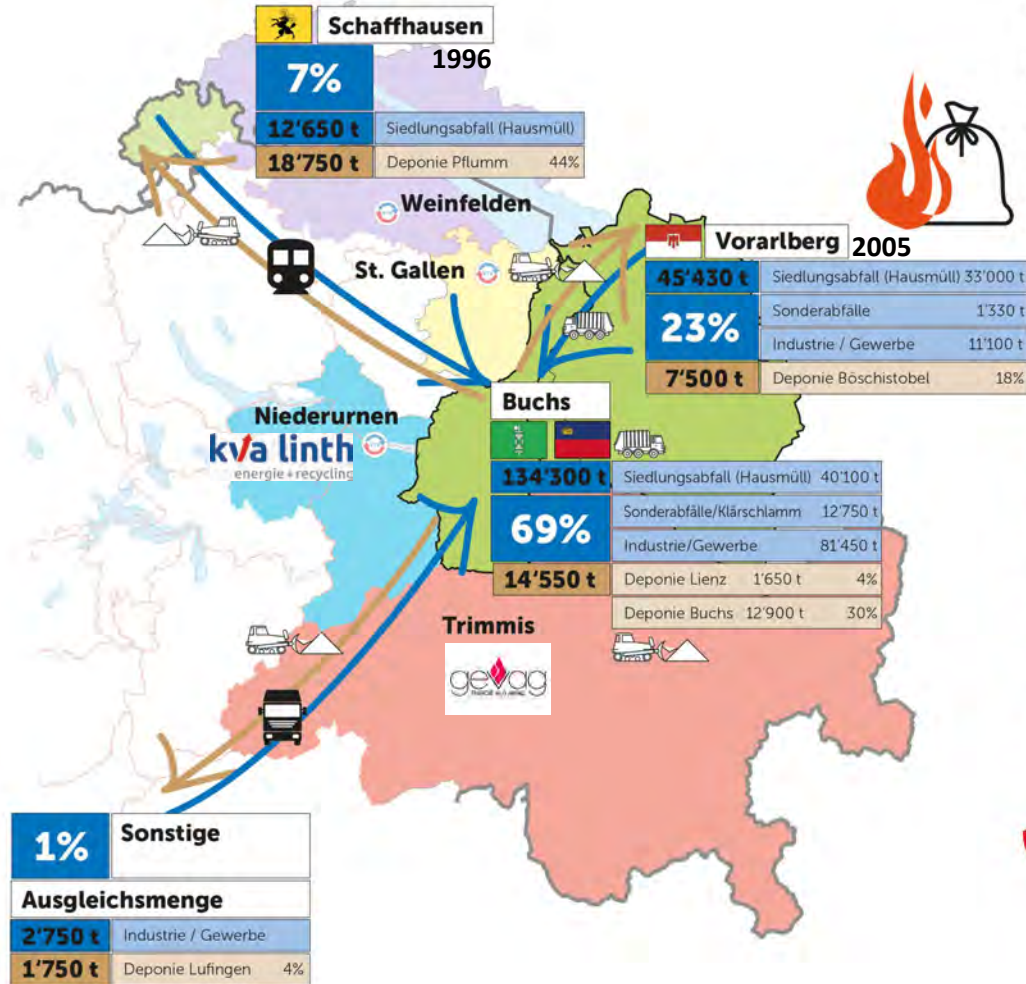 Schaffhausen
1996
7%
12'650 t Siedlungsabfall (Hausmüll)
18'750 t Deponie Pflumm 44%
Weinfelden
St. Gallen
Vorarlberg 2005
45'430 t Siedlungsabfall (Hausmüll) 33'000 t
23% Sonderabfälle 1'330 t
Industrie / Gewerbe 11'100 t
7'500 t Deponie Böschistobel 18%
Niederurnen
kva linth
energie+recycling
Buchs
134'300 t Siedlungsabfall (Hausmüll) 40'100 t
69% Sonderabfälle/Klärschlamm 12'750 t
Industrie/Gewerbe 81'450 t
14'550 t Deponie Lienz 1'650 t 4%
Deponie Buchs 12'900 t 30%
Trimmis
gevag
1% Sonstige
Ausgleichsmenge
2'750 t Industrie / Gewerbe
1'750 t Deponie Lufingen 4%